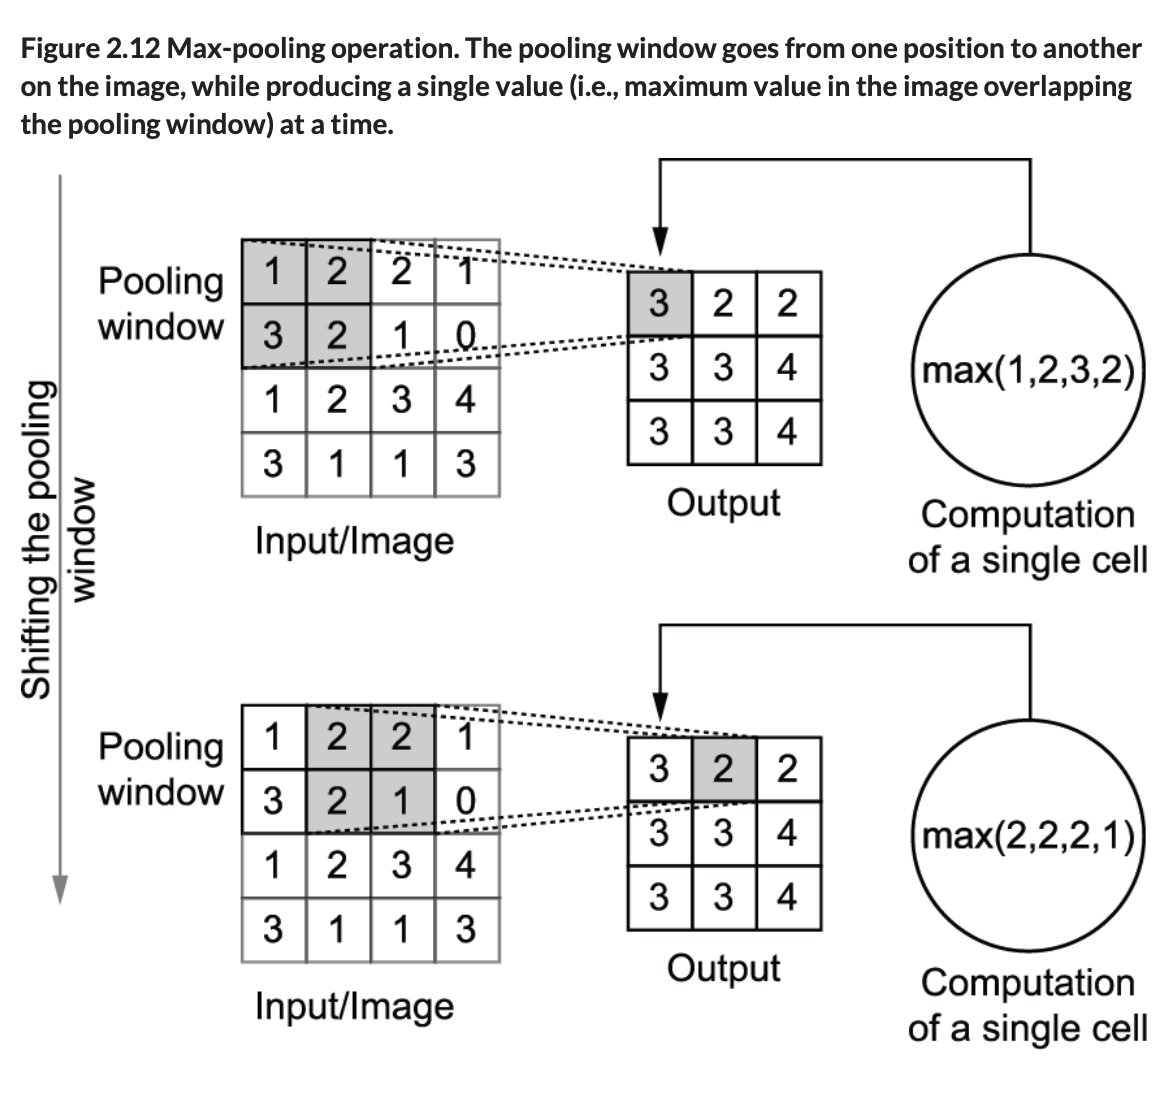 Figure 2.12 Max-pooling operation. The pooling window goes from one position to another
on the image, while producing a single value (i.e., maximum value in the image overlapping
the pooling window) at a time.
Shifting the pooling
window
Pooling
window
1 2 2 1
3 2 1 0
1 2 3 4
3 1 1 3
Input/Image
3 2 2
3 3 4
3 3 4
Output
max(1,2,3,2)
Computation
of a single cell
Pooling
window
1 2 2 1
3 2 1 0
1 2 3 4
3 1 1 3
Input/Image
3 2 2
3 3 4
3 3 4
Output
max(2,2,2,1)
Computation
of a single cell